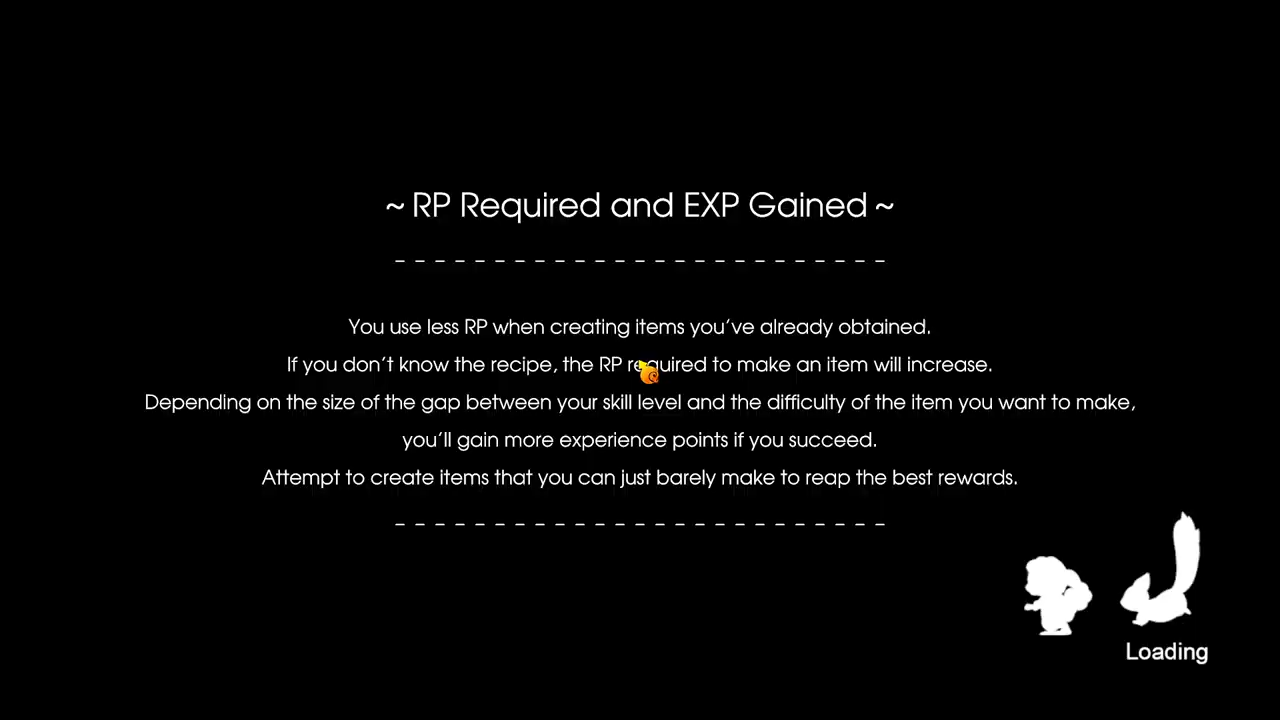 ~ RP Required and EXP Gained ~
You use less RP when creating items you've already obtained.
If you don't know the recipe, the RP required to make an item will increase.
Depending on the size of the gap between your skill level and the difficulty of the item you want to make,
you'll gain more experience points if you succeed.
Attempt to create items that you can just barely make to reap the best rewards.
Loading